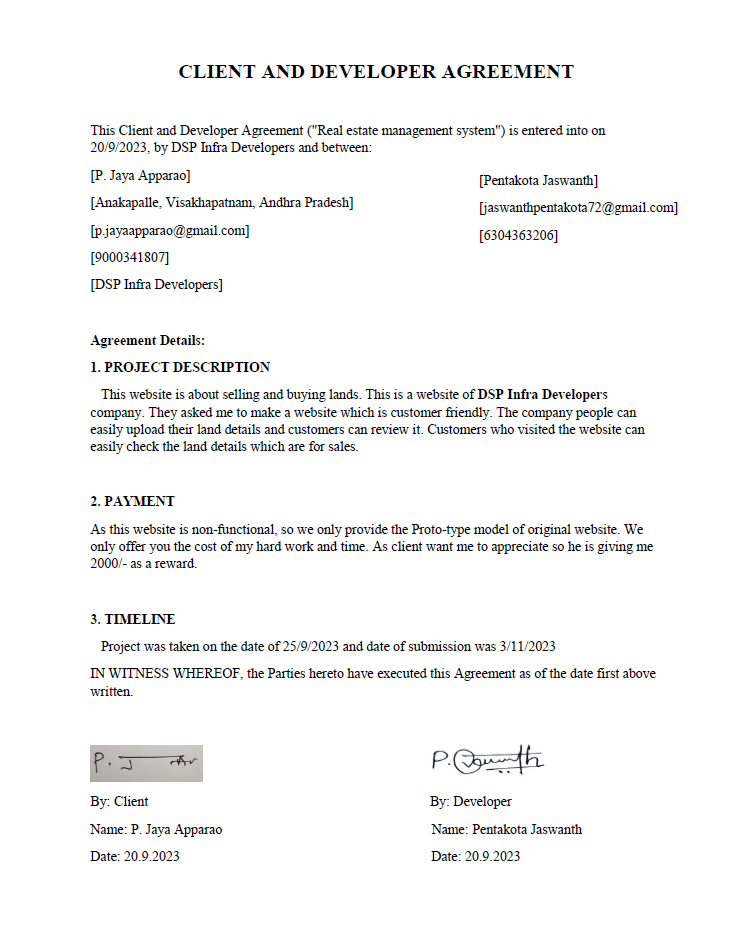 CLIENT AND DEVELOPER AGREEMENT
This Client and Developer Agreement ("Real estate management system") is entered into on
20/9/2023, by DSP Infra Developers and between:
[P. Jaya Apparao]
[Anakapalle, Visakhapatnam, Andhra Pradesh]
[p.jayaapparao@gmail.com]
[9000341807]
[DSP Infra Developers]
[Pentakota Jaswanth]
[jaswanthpentakota72@gmail.com]
[6304363206]
Agreement Details:
1. PROJECT DESCRIPTION
This website is about selling and buying lands. This is a website of DSP Infra Developers
company. They asked me to make a website which is customer friendly. The company people can
easily upload their land details and customers can review it. Customers who visited the website can
easily check the land details which are for sales.
2. PAYMENT
As this website is non-functional, so we only provide the Proto-type model of original website. We
only offer you the cost of my hard work and time. As client want me to appreciate so he is giving me
2000/- as a reward.
3. TIMELINE
Project was taken on the date of 25/9/2023 and date of submission was 3/11/2023
IN WITNESS WHEREOF, the Parties hereto have executed this Agreement as of the date first above
written.
P. J
By: Client
Name: P. Jaya Apparao
Date: 20.9.2023
P. Jaswanth
By: Developer
Name: Pentakota Jaswanth
Date: 20.9.2023